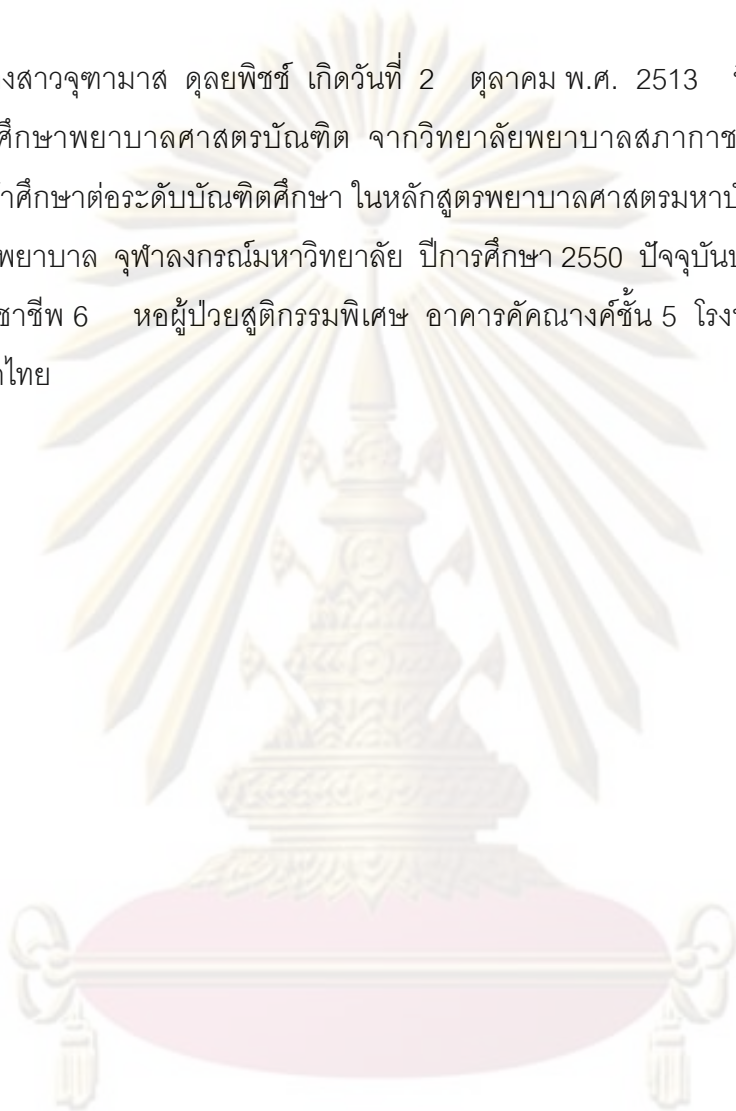 งสาวจุฑามาส ดุลยพิชช์ เกิดวันที่ 2 ตุลาคม พ.ศ. 2513
ศึกษาพยาบาลศาสตรบัณฑิต จากวิทยาลัยพยาบาลสภากาช
ศึกษาต่อระดับบัณฑิตศึกษา ในหลักสูตรพยาบาลศาสตรมหาบั
พยาบาล จุฬาลงกรณ์มหาวิทยาลัย ปีการศึกษา 2550 ปัจจุบัน
ชาชีพ 6 หอผู้ป่วยสูติกรรมพิเศษ อาคารคัคณางค์ชั้น 5 โรงพ
ไทย